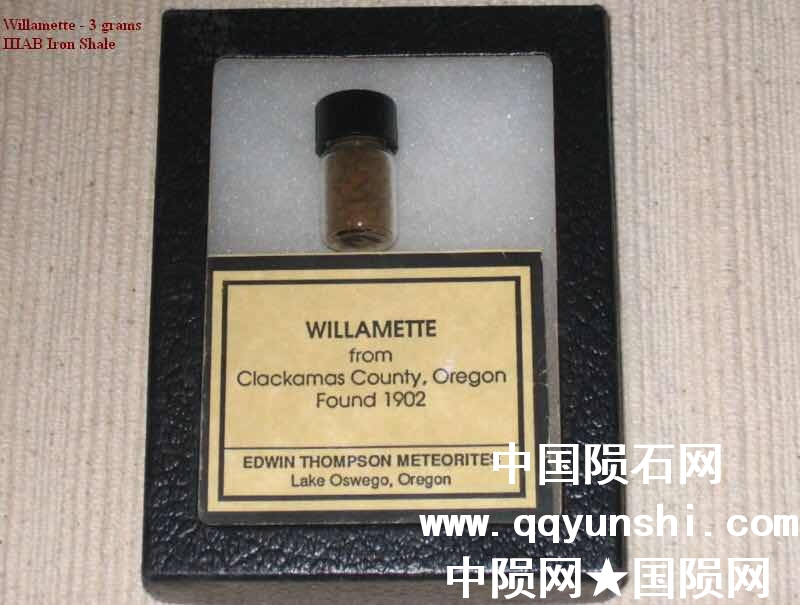 Willamette - 3 grams
IIIAB Iron Shale
WILLAMETTE
from
Clackamas County, Oregon
Found 1902
EDWIN THOMPSON METEORITES
Lake Oswego, Oregon
中国陨石网
www.qqyunshi.com
中陨网★国陨网